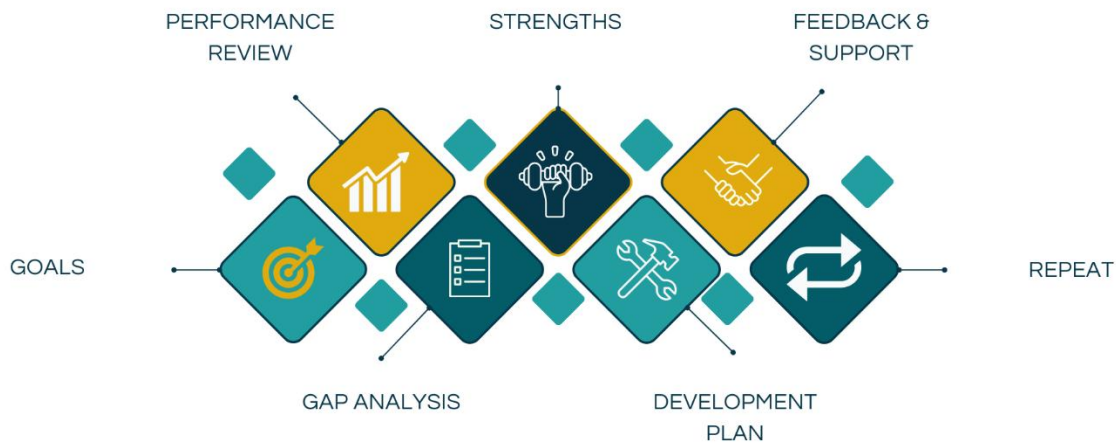 PERFORMANCE
REVIEW
STRENGTHS
FEEDBACK &
SUPPORT
GOALS
REPEAT
GAP ANALYSIS
DEVELOPMENT
PLAN